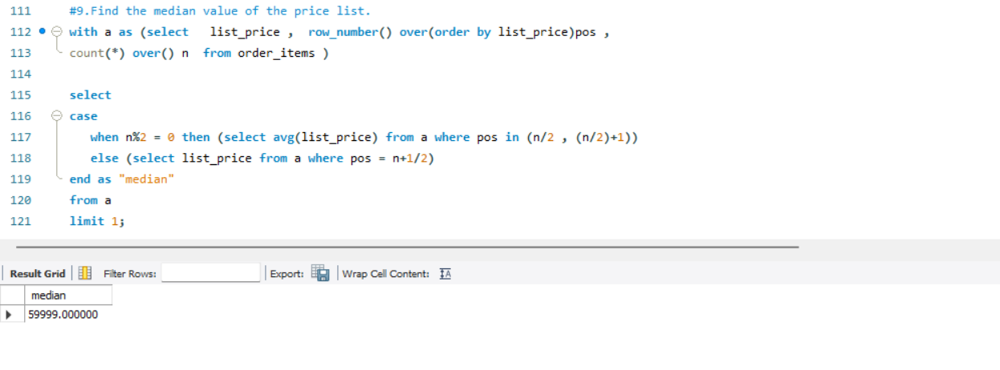 111 #9.Find the median value of the price list.
112 with a as (select list_price , row_number() over(order by list_price)pos ,
113 count(*) over() n from order_items )
114
115 select
116 case
117 when n%2 = 0 then (select avg(list_price) from a where pos in (n/2 , (n/2)+1))
118 else (select list_price from a where pos = n+1/2)
119 end as "median"
120 from a
121 limit 1;
Result Grid Filter Rows: Export: Wrap Cell Content: IA
median
59999.000000